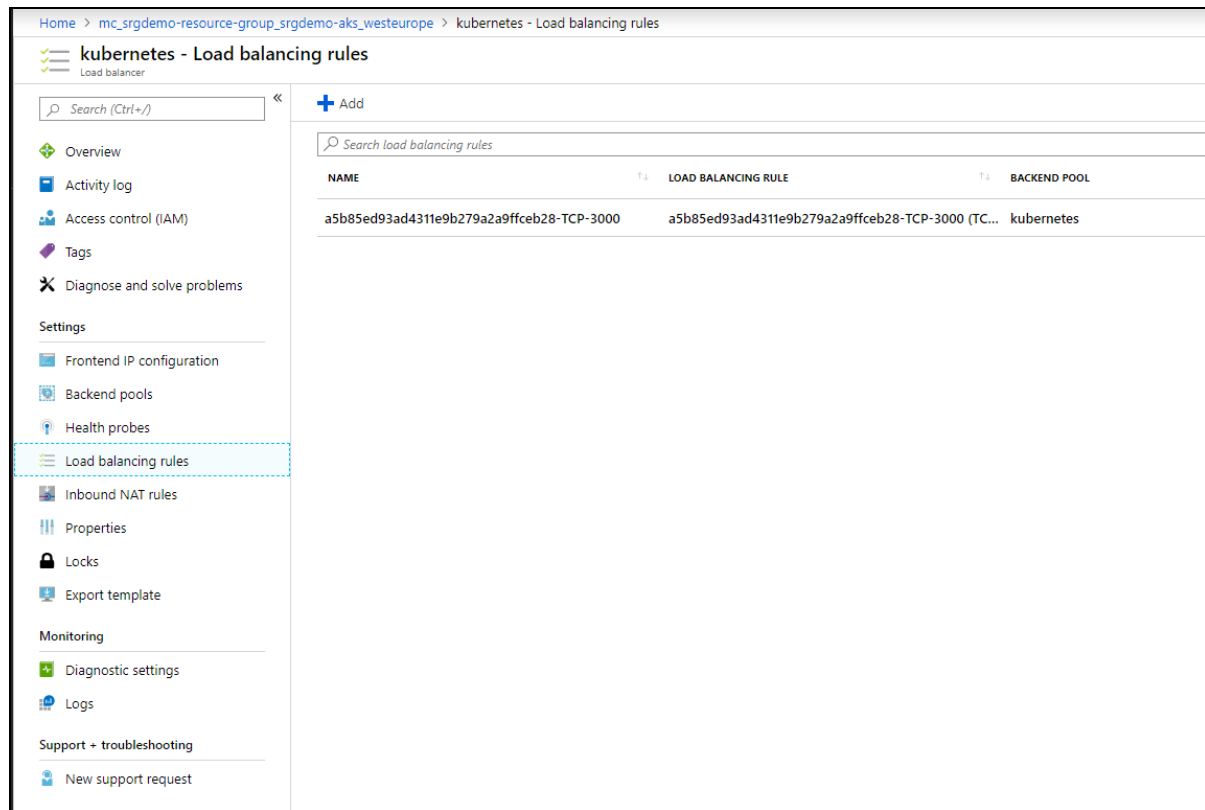 Home > mc_srgdemo-resource-group_srgdemo-aks_westeurope > kubernetes - Load balancing rules
kubernetes - Load balancing rules
Load balancer
Search (Ctrl+/)
«
Overview
Activity log
Access control (IAM)
Tags
Diagnose and solve problems
Settings
Frontend IP configuration
Backend pools
Health probes
Load balancing rules
Inbound NAT rules
Properties
Locks
Export template
Monitoring
Diagnostic settings
Logs
Support + troubleshooting
New support request
Add
Search load balancing rules
NAME ↑↓ LOAD BALANCING RULE ↑↓ BACKEND POOL
a5b85ed93ad4311e9b279a2a9ffceb28-TCP-3000 a5b85ed93ad4311e9b279a2a9ffceb28-TCP-3000 (TC... kubernetes